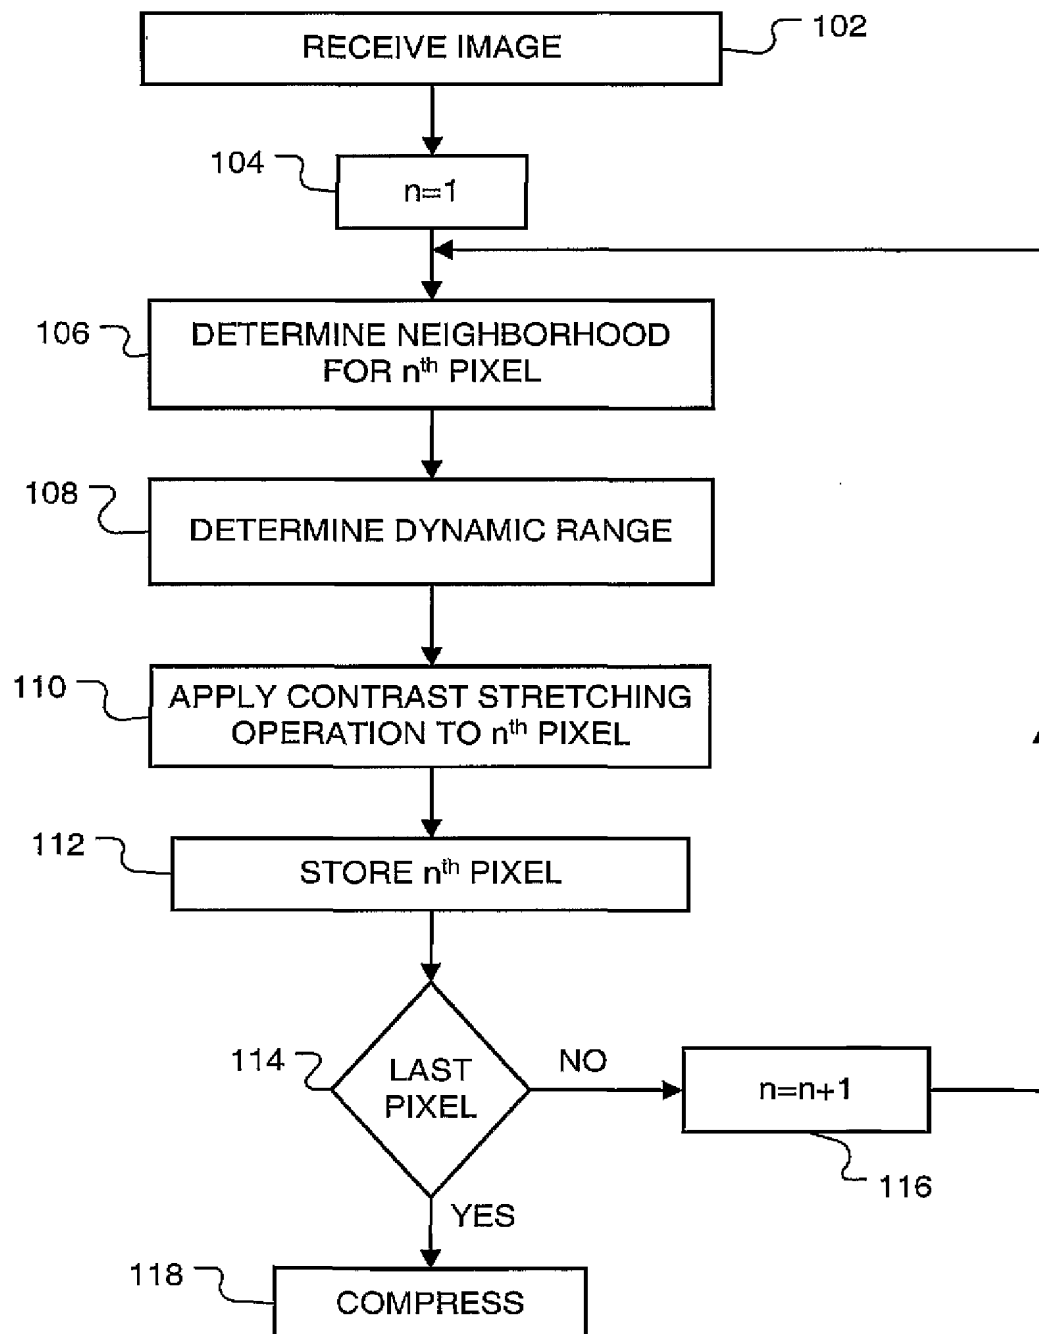 RECEIVE IMAGE
102
104
n=1
106
DETERMINE NEIGHBORHOOD
FOR nth PIXEL
108
DETERMINE DYNAMIC RANGE
110
APPLY CONTRAST STRETCHING
OPERATION TO nth PIXEL
112
STORE nth PIXEL
114
LAST
PIXEL
NO
n=n+1
116
YES
118
COMPRESS